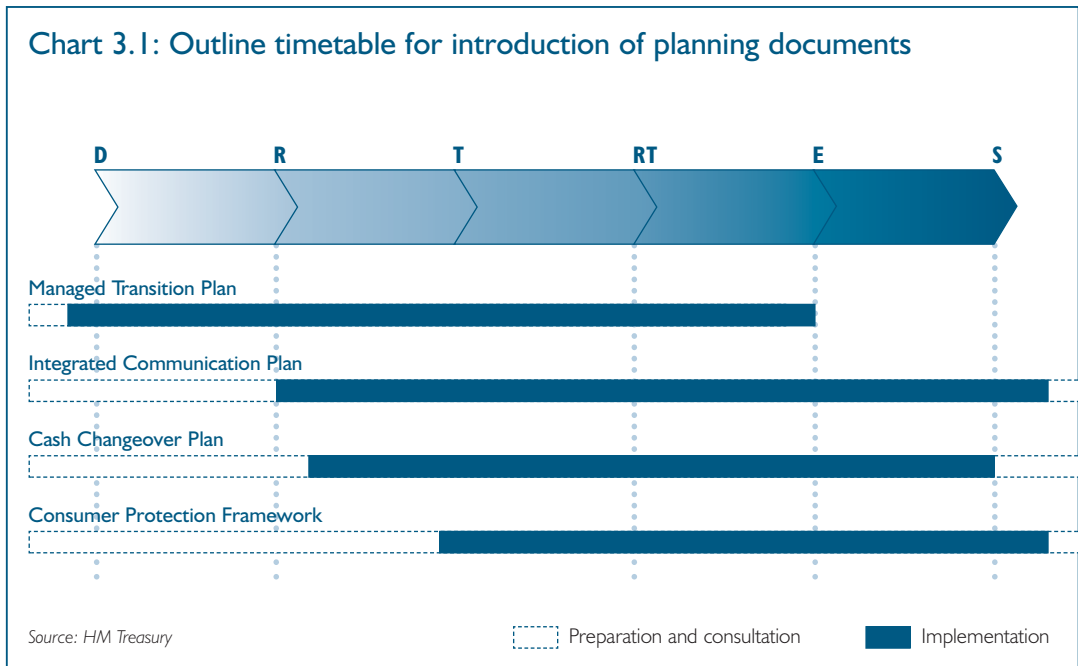 Chart 3.1: Outline timetable for introduction of planning documents
D R T RT E S
Managed Transition Plan
Integrated Communication Plan
Cash Changeover Plan
Consumer Protection Framework
Source: HM Treasury Preparation and consultation Implementation